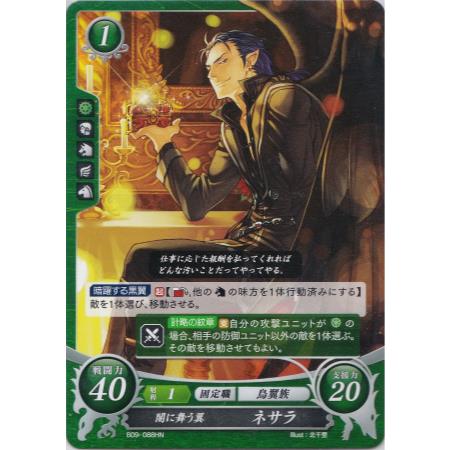 1
仕事に応じた報酬を払ってくれれば
どんな汚いことだってやってやる。
暗躍する黒翼 起 【、他の の味方を1体行動済みにする】
敵を1体選び、移動させる。
計略の紋章 支 自分の攻撃ユニットが
の場合、相手の防御ユニット以外の敵を1体選ぶ。
その敵を移動させてもよい。
戦闘力
40
射程 1
固定職
鳥翼族
支援力
20
闇に舞う翼 ネサラ
B09-088HN
Illust:北千里